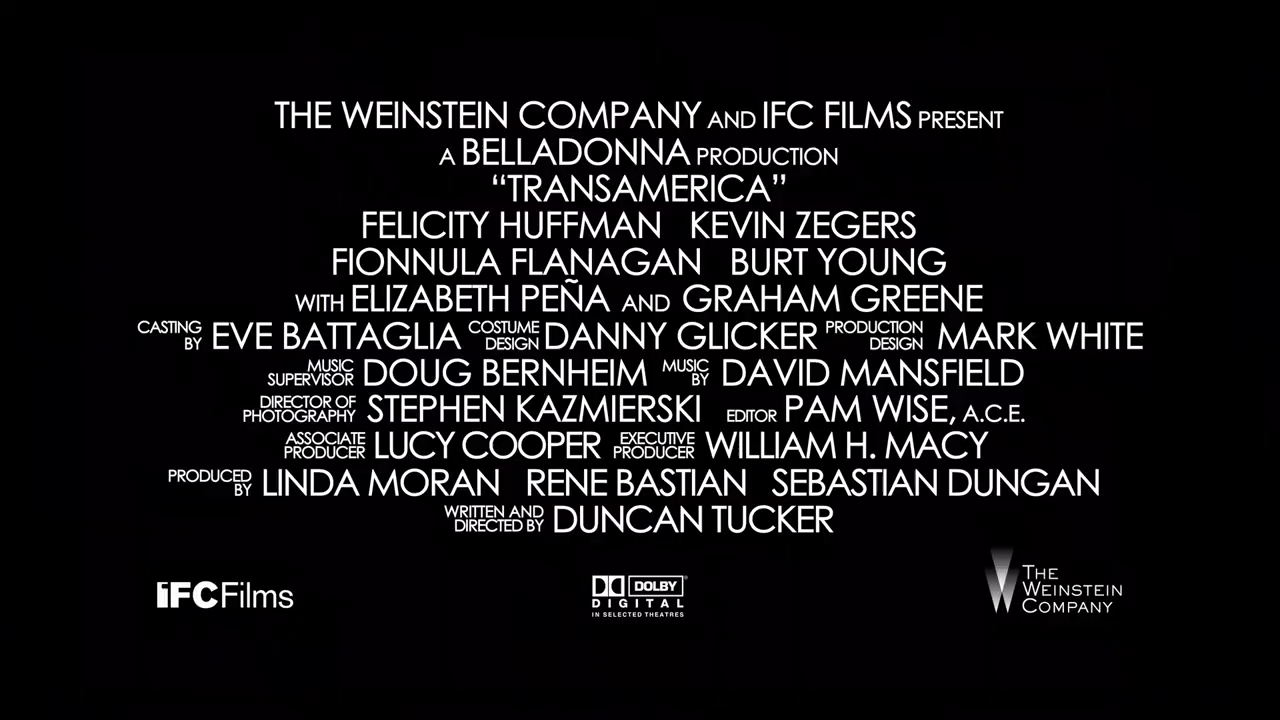 THE WEINSTEIN COMPANY AND IFC FILMS PRESENT
A BELLADONNA PRODUCTION
“TRANSAMERICA”
FELICITY HUFFMAN KEVIN ZEGERS
FIONNULA FLANAGAN BURT YOUNG
WITH ELIZABETH PEÑA AND GRAHAM GREENE
CASTING BY EVE BATTAGLIA COSTUME DESIGN DANNY GLICKER PRODUCTION DESIGN MARK WHITE
MUSIC SUPERVISOR DOUG BERNHEIM MUSIC BY DAVID MANSFIELD
DIRECTOR OF PHOTOGRAPHY STEPHEN KAZMIERSKI EDITOR PAM WISE, A.C.E.
ASSOCIATE PRODUCER LUCY COOPER EXECUTIVE PRODUCER WILLIAM H. MACY
PRODUCED BY LINDA MORAN RENE BASTIAN SEBASTIAN DUNGAN
WRITTEN AND DIRECTED BY DUNCAN TUCKER
iFCFilms
DOLBY®
DIGITAL
IN SELECTED THEATRES
THE
WEINSTEIN
COMPANY